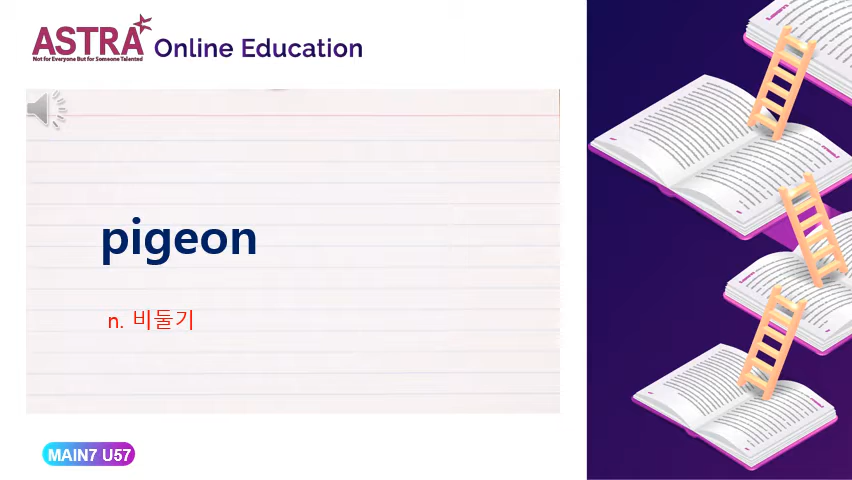 ASTRA
Not for Everyone But for Someone Talented
Online Education
pigeon
n. 비둘기
MAIN7 U57